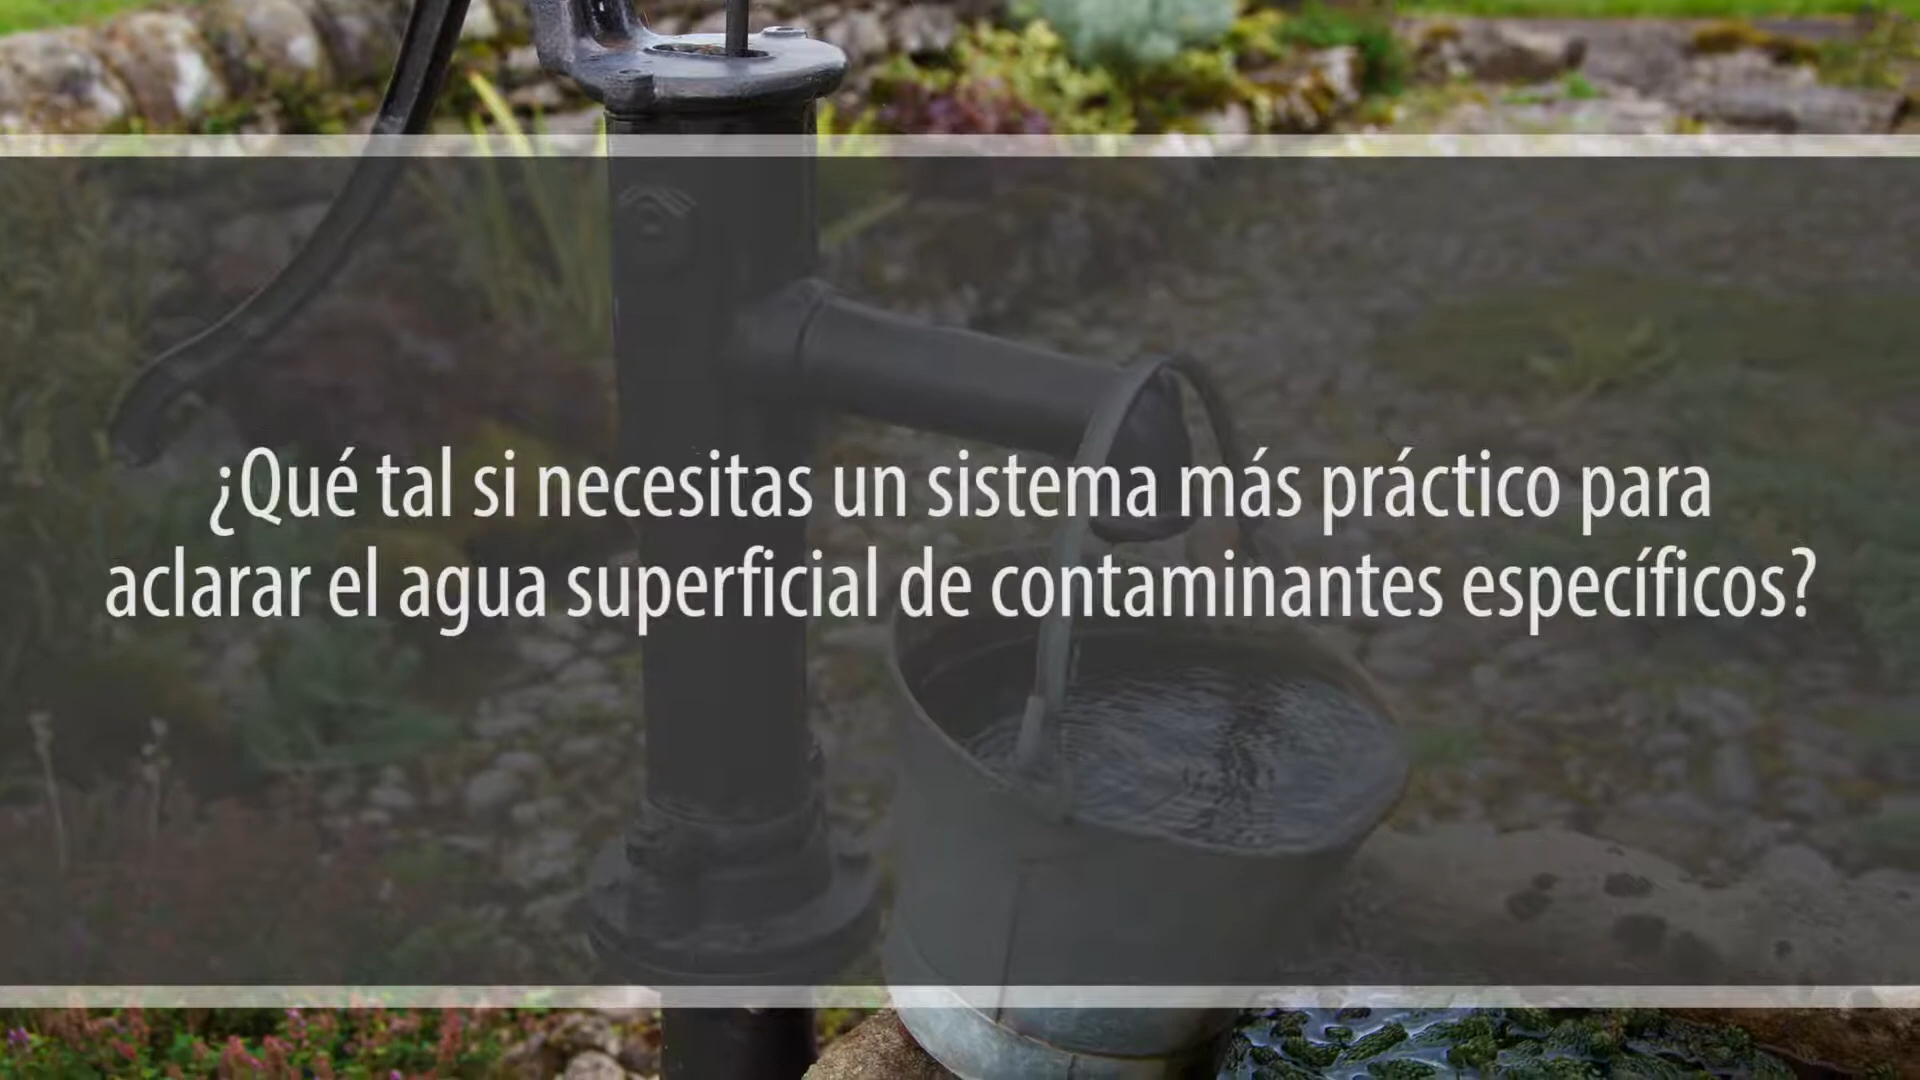 ¿Qué tal si necesitas un sistema más práctico para
aclarar el agua superficial de contaminantes específicos?